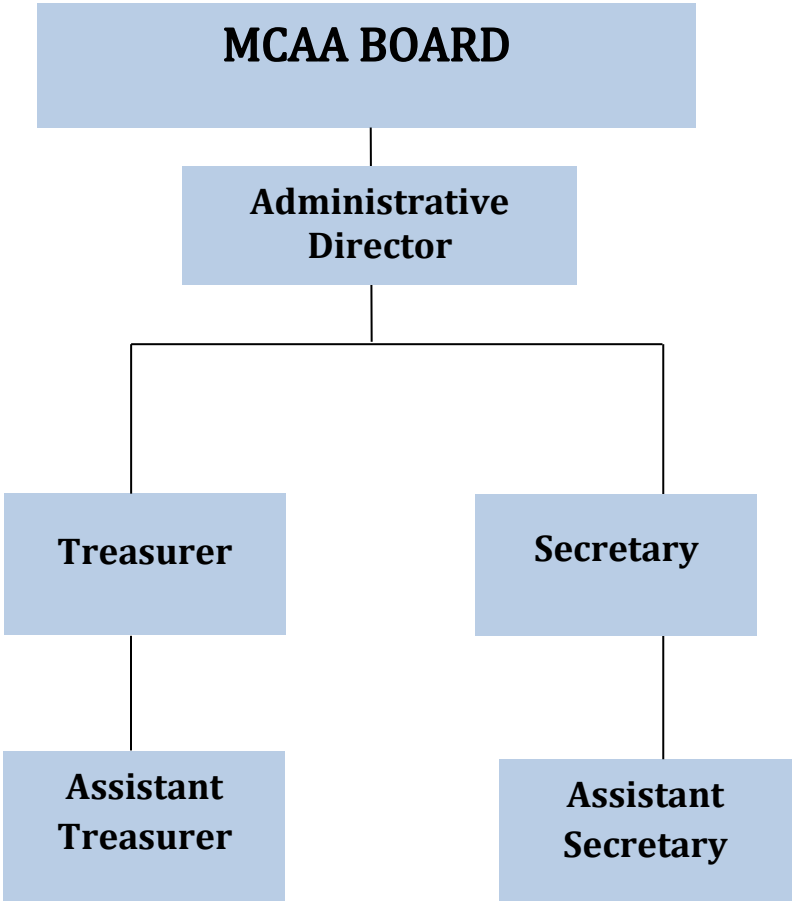 MCAA BOARD
Administrative
Director
Treasurer
Secretary
Assistant
Treasurer
Assistant
Secretary